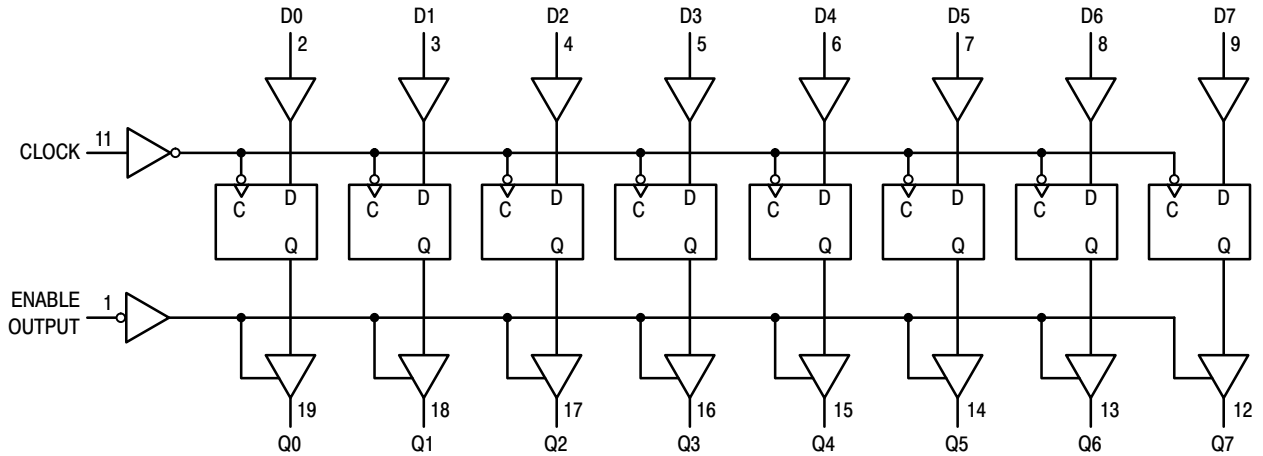 D0 D1 D2 D3 D4 D5 D6 D7
2 3 4 5 6 7 8 9
CLOCK 11
C D C D C D C D C D C D C D C D
Q Q Q Q Q Q Q Q
ENABLE OUTPUT 1
19 18 17 16 15 14 13 12
Q0 Q1 Q2 Q3 Q4 Q5 Q6 Q7